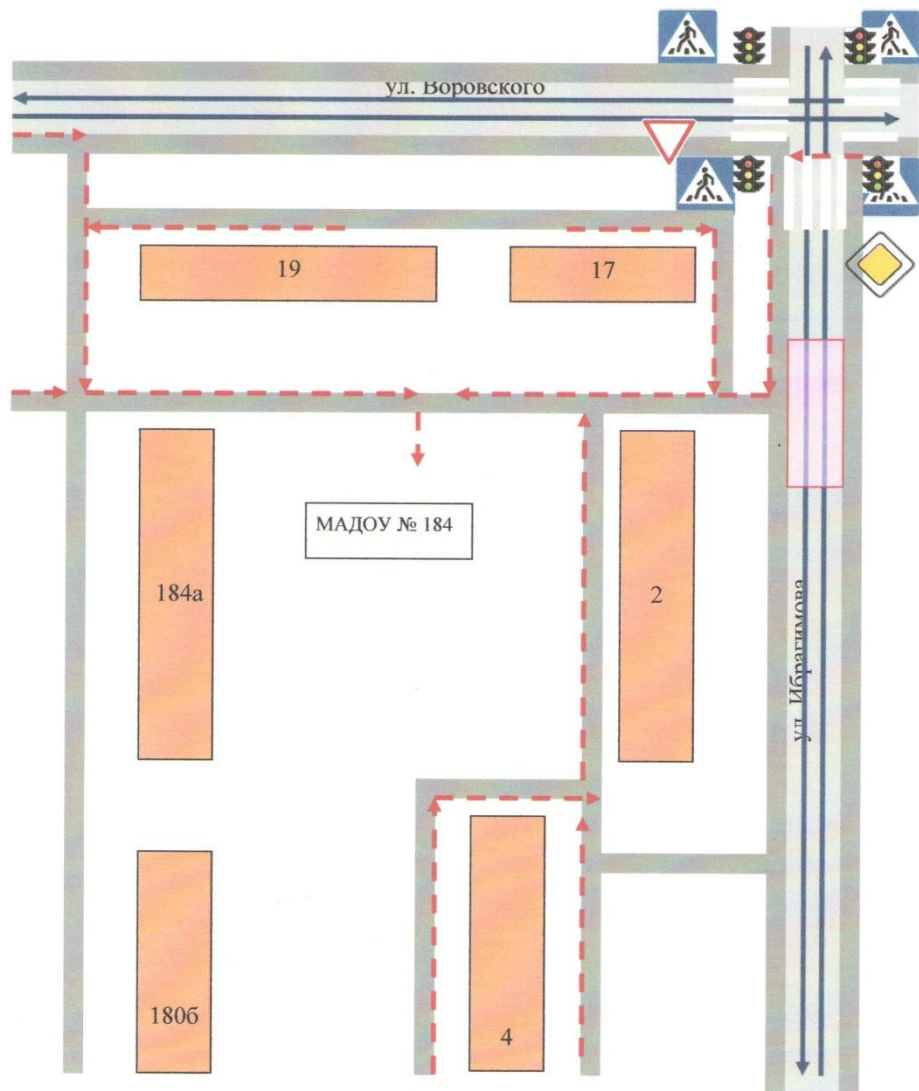 ул. Воровского
19
17
МАДОУ № 184
184а
2
ул. Ибрагимова
180б
4